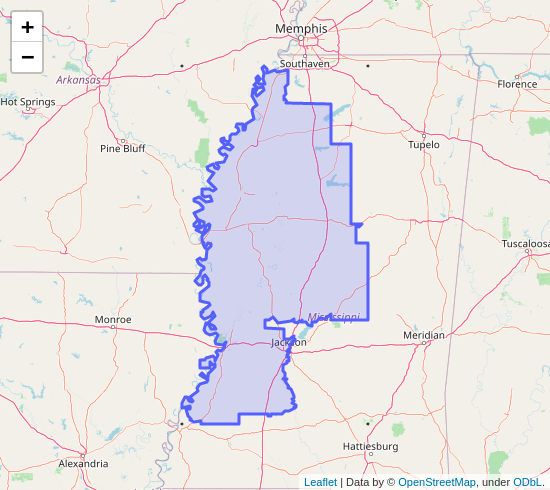 +
−
Memphis
Southaven
Arkansas
Florence
Hot Springs
Pine Bluff
Tupelo
Tuscaloosa
Monroe
Mississippi
Meridian
Jackson
Hattiesburg
Alexandria
Leaflet | Data by © OpenStreetMap, under ODbL.